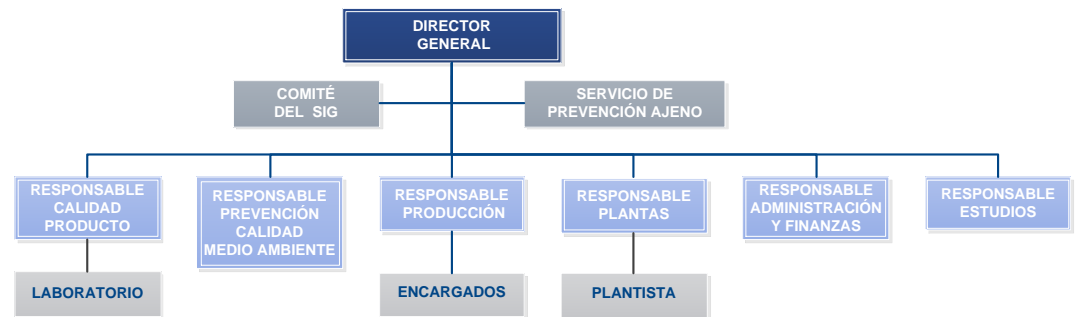 DIRECTOR
GENERAL
COMITÉ
DEL SIG
SERVICIO DE
PREVENCIÓN AJENO
RESPONSABLE
CALIDAD
PRODUCTO
RESPONSABLE
PREVENCIÓN
CALIDAD
MEDIO AMBIENTE
RESPONSABLE
PRODUCCIÓN
RESPONSABLE
PLANTAS
RESPONSABLE
ADMINISTRACIÓN
Y FINANZAS
RESPONSABLE
ESTUDIOS
LABORATORIO
ENCARGADOS
PLANTISTA